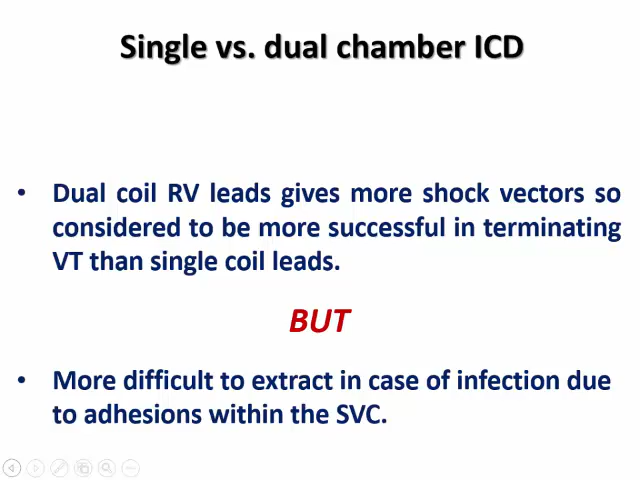 Single vs. dual chamber ICD
• Dual coil RV leads gives more shock vectors so
considered to be more successful in terminating
VT than single coil leads.
BUT
• More difficult to extract in case of infection due
to adhesions within the SVC.